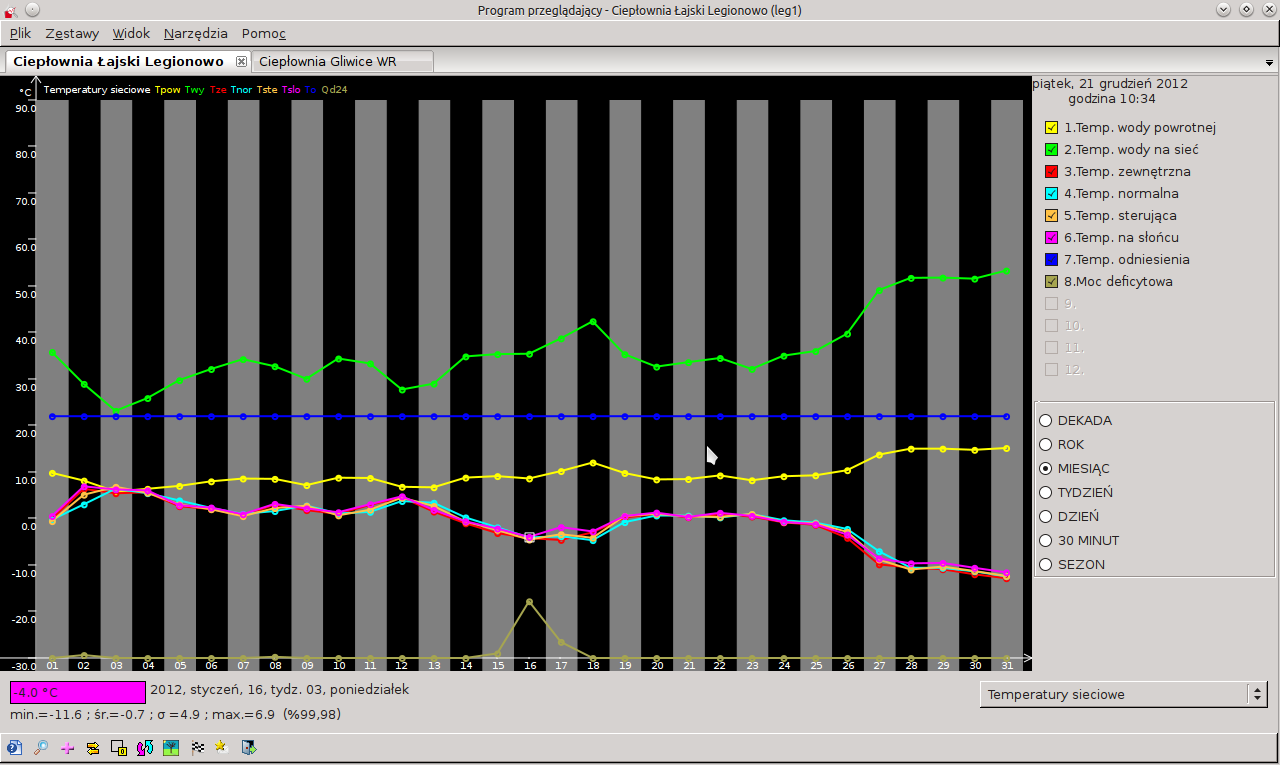 Program przeglądający - Ciepłownia Łajski Legionowo (leg1)
Plik Zestawy Widok Narzędzia Pomoc
Ciepłownia Łajski Legionowo Ciepłownia Gliwice WR
°C Temperatury sieciowe Tpow Twy Tze Tnor Tste Tslo To Qd24
90.0
80.0
70.0
60.0
50.0
40.0
30.0
20.0
10.0
0.0
-10.0
-20.0
-30.0
01 02 03 04 05 06 07 08 09 10 11 12 13 14 15 16 17 18 19 20 21 22 23 24 25 26 27 28 29 30 31
piątek, 21 grudzień 2012
godzina 10:34
1.Temp. wody powrotnej
2.Temp. wody na sieć
3.Temp. zewnętrzna
4.Temp. normalna
5.Temp. sterująca
6.Temp. na słońcu
7.Temp. odniesienia
8.Moc deficytowa
9.
10.
11.
12.
DEKADA
ROK
MIESIĄC
TYDZIEŃ
DZIEŃ
30 MINUT
SEZON
-4.0 °C 2012, styczeń, 16, tydz. 03, poniedziałek
min.=-11.6 ; śr.=-0.7 ; σ =4.9 ; max.=6.9 (%99,98)
Temperatury sieciowe